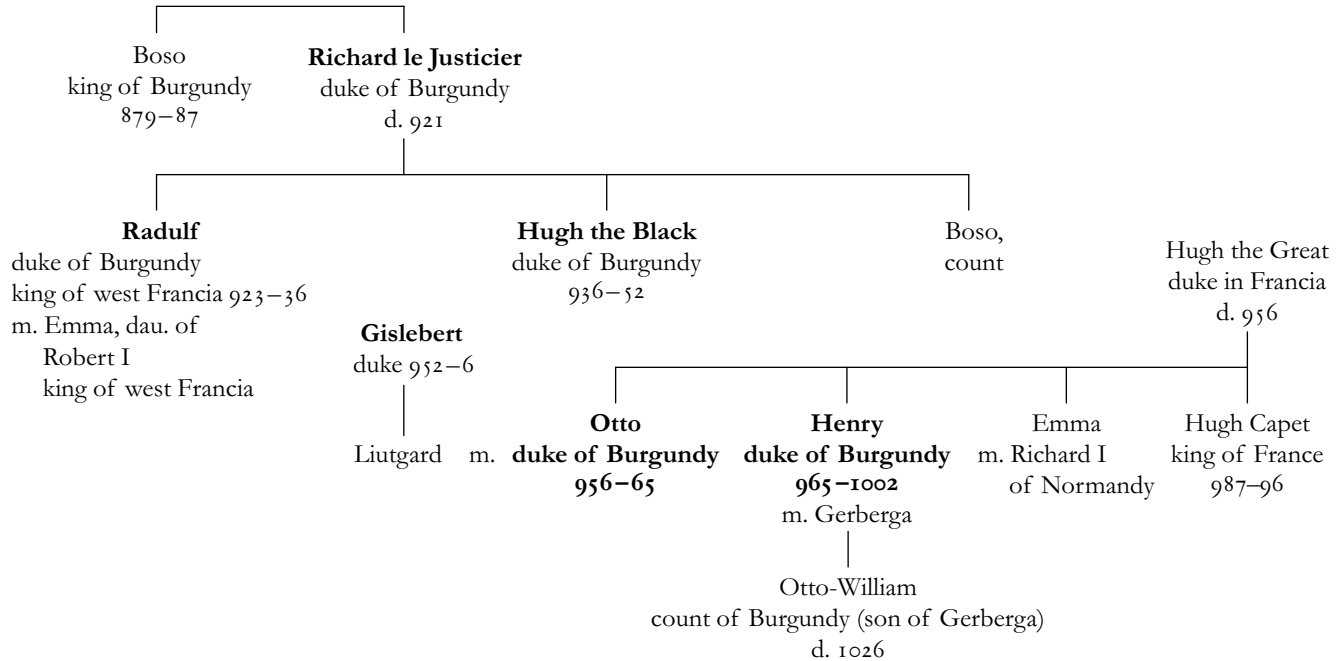 Boso
king of Burgundy
879–87
Richard le Justicier
duke of Burgundy
d. 921
Radulf
duke of Burgundy
king of west Francia 923–36
m. Emma, dau. of
Robert I
king of west Francia
Hugh the Black
duke of Burgundy
936–52
Boso,
count
Hugh the Great
duke in Francia
d. 956
Gislebert
duke 952–6
Liutgard m.
Otto
duke of Burgundy
956–65
Henry
duke of Burgundy
965–1002
m. Gerberga
Emma
m. Richard I
of Normandy
Hugh Capet
king of France
987–96
Otto-William
count of Burgundy (son of Gerberga)
d. 1026